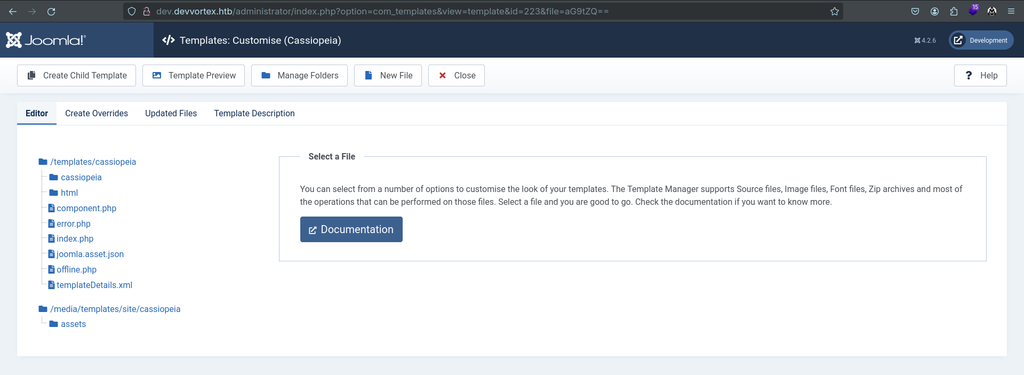 dev.devvortex.htb/administrator/index.php?option=com_templates&view=template&id=223&file=aG9tZQ==
35
Joomla!®
Templates: Customise (Cassiopeia)
4.2.6
Development
Create Child Template
Template Preview
Manage Folders
New File
Close
? Help
Editor
Create Overrides
Updated Files
Template Description
/templates/cassiopeia
cassiopeia
html
component.php
error.php
index.php
joomla.asset.json
offline.php
templateDetails.xml
/media/templates/site/cassiopeia
assets
Select a File
You can select from a number of options to customise the look of your templates. The Template Manager supports Source files, Image files, Font files, Zip archives and most of
the operations that can be performed on those files. Select a file and you are good to go. Check the documentation if you want to know more.
Documentation